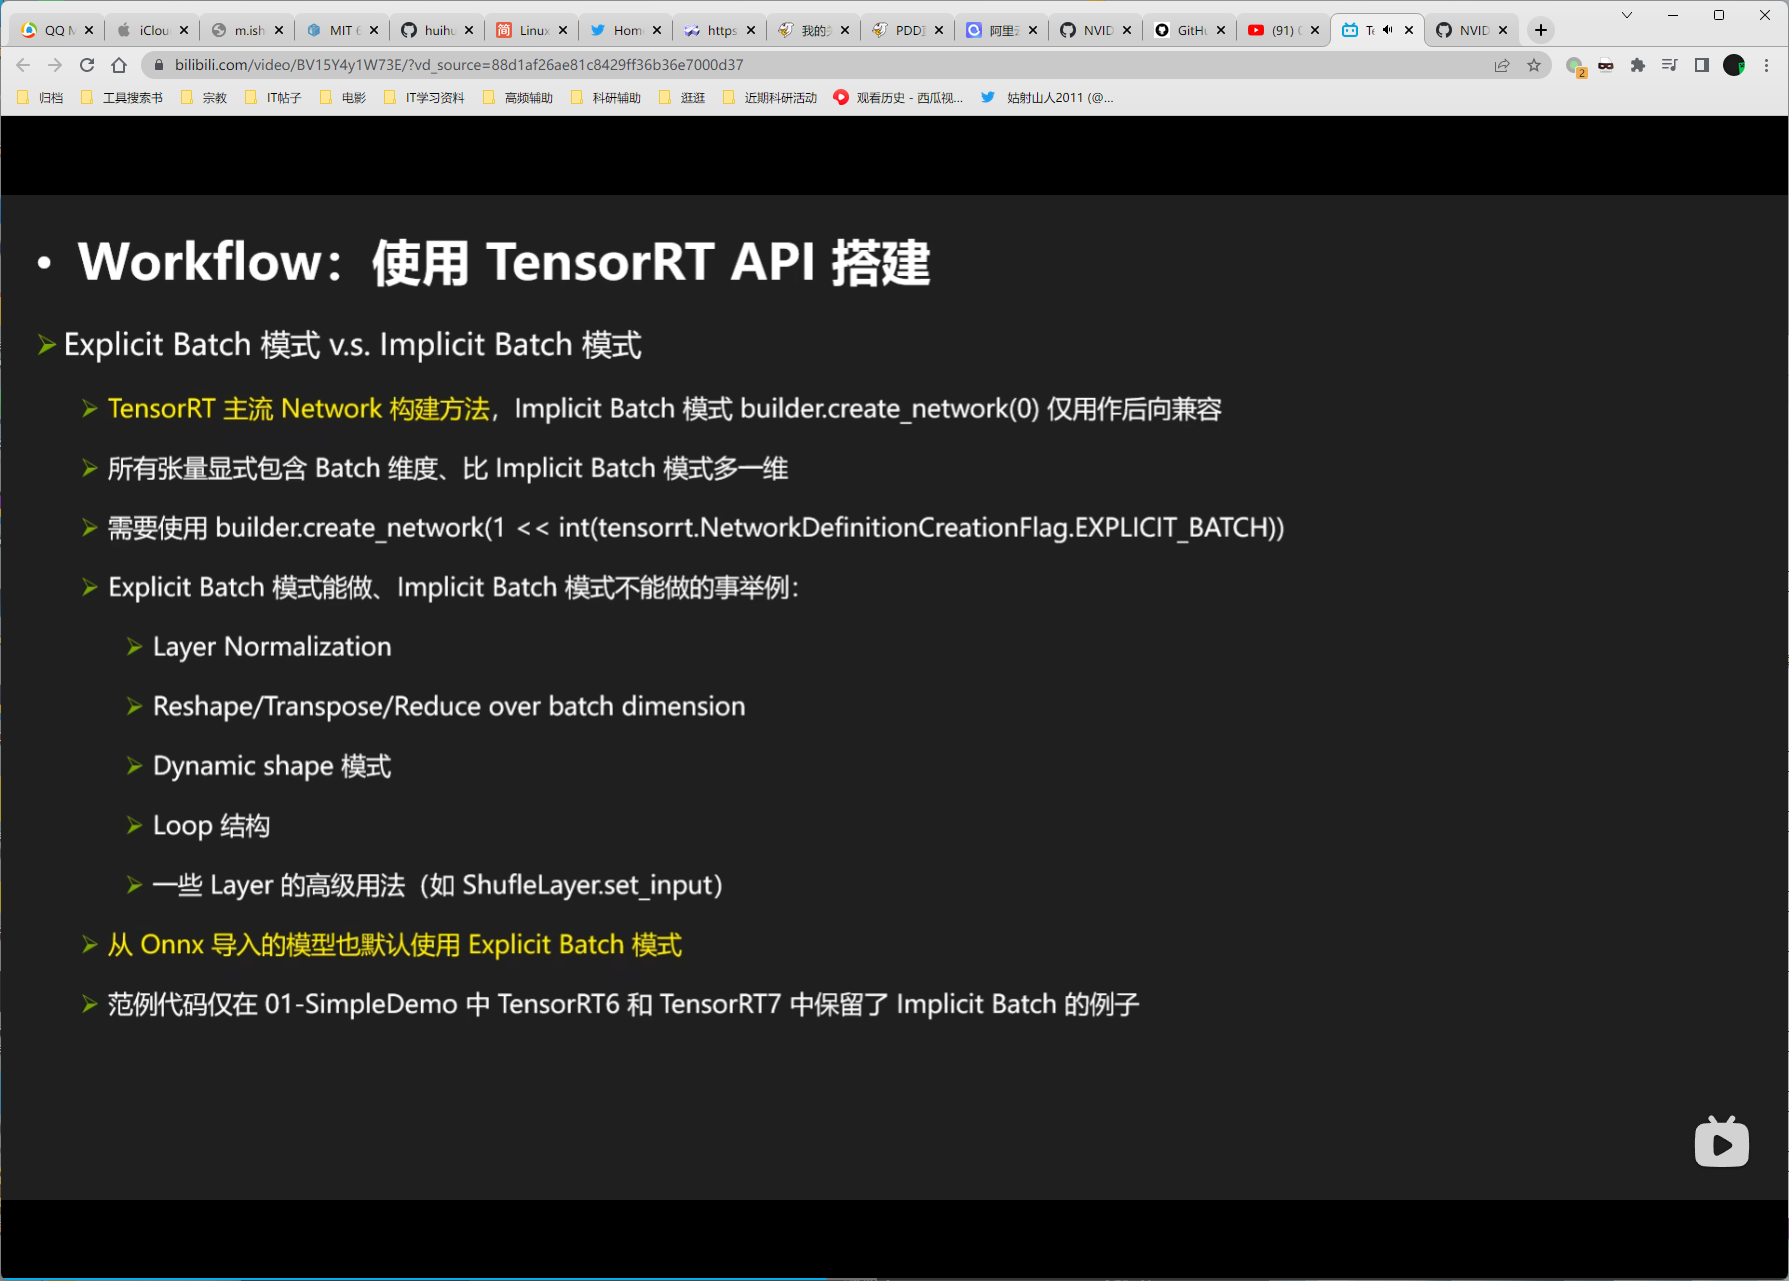 QQ M
iClou
m.ish
MIT 6
huihu
Linux
Hom
https
我的
PDD
阿里
NVID
GitHu
(91)
Te
NVID
bilibili.com/video/BV15Y4y1W73E/?vd_source=88d1af26ae81c8429ff36b36e7000d37
2
归档
工具搜索书
宗教
IT帖子
电影
IT学习资料
高频辅助
科研辅助
逛逛
近期科研活动
观看历史 - 西瓜视...
姑射山人2011 (@...
• Workflow：使用 TensorRT API 搭建
Explicit Batch 模式 v.s. Implicit Batch 模式
TensorRT 主流 Network 构建方法，Implicit Batch 模式 builder.create_network(0) 仅用作后向兼容
所有张量显式包含 Batch 维度、比 Implicit Batch 模式多一维
需要使用 builder.create_network(1 << int(tensorrt.NetworkDefinitionCreationFlag.EXPLICIT_BATCH))
Explicit Batch 模式能做、Implicit Batch 模式不能做的事举例：
Layer Normalization
Reshape/Transpose/Reduce over batch dimension
Dynamic shape 模式
Loop 结构
一些 Layer 的高级用法（如 ShufleLayer.set_input）
从 Onnx 导入的模型也默认使用 Explicit Batch 模式
范例代码仅在 01-SimpleDemo 中 TensorRT6 和 TensorRT7 中保留了 Implicit Batch 的例子